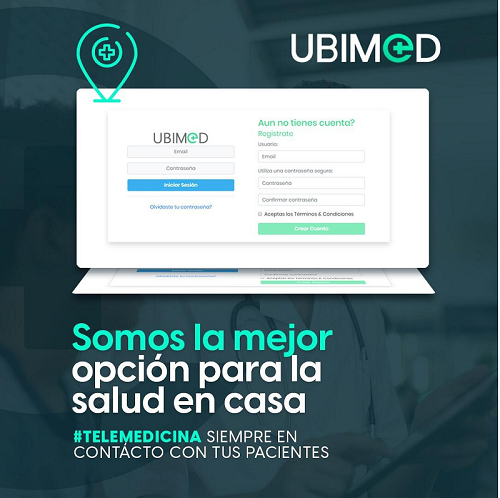 UBIMED
UBIMED
Email
Contraseña
Iniciar Sesión
Olvidaste tu contraseña?
Aun no tienes cuenta?
Registrate
Usuario:
Email
Utiliza una contraseña segura:
Contraseña
Confirmar contraseña
Aceptas los Términos & Condiciones
Crear Cuenta
Somos la mejor
opción para la
salud en casa
#TELEMEDICINA SIEMPRE EN
CONTÁCTO CON TUS PACIENTES